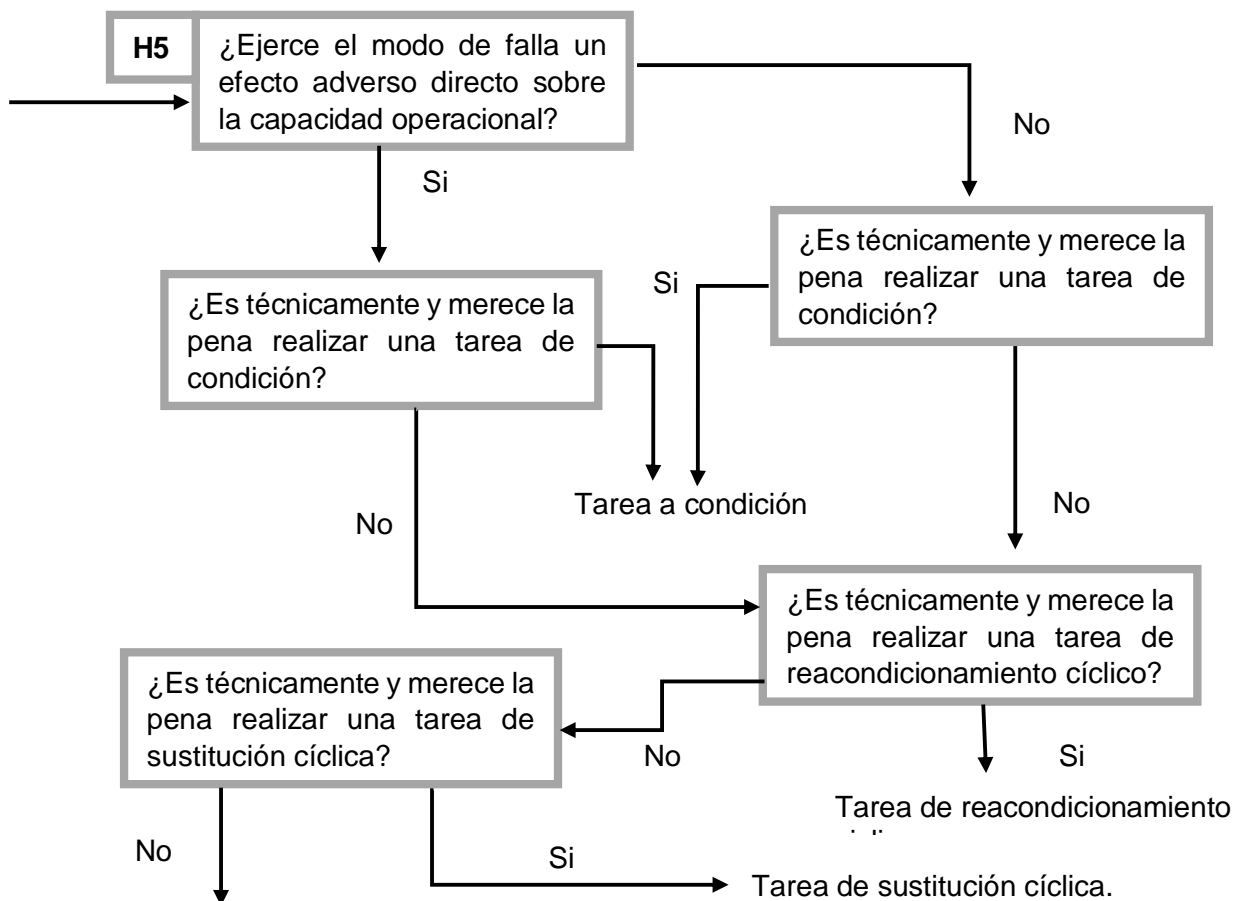 H5
¿Ejerce el modo de falla un
efecto adverso directo sobre
la capacidad operacional?
No
Si
¿Es técnicamente y merece la
pena realizar una tarea de
condición?
Si
¿Es técnicamente y merece la
pena realizar una tarea de
condición?
Tarea a condición
No
No
¿Es técnicamente y merece la
pena realizar una tarea de
reacondicionamiento cíclico?
¿Es técnicamente y merece la
pena realizar una tarea de
sustitución cíclica?
No
Si
Tarea de reacondicionamiento
No
Si
Tarea de sustitución cíclica.